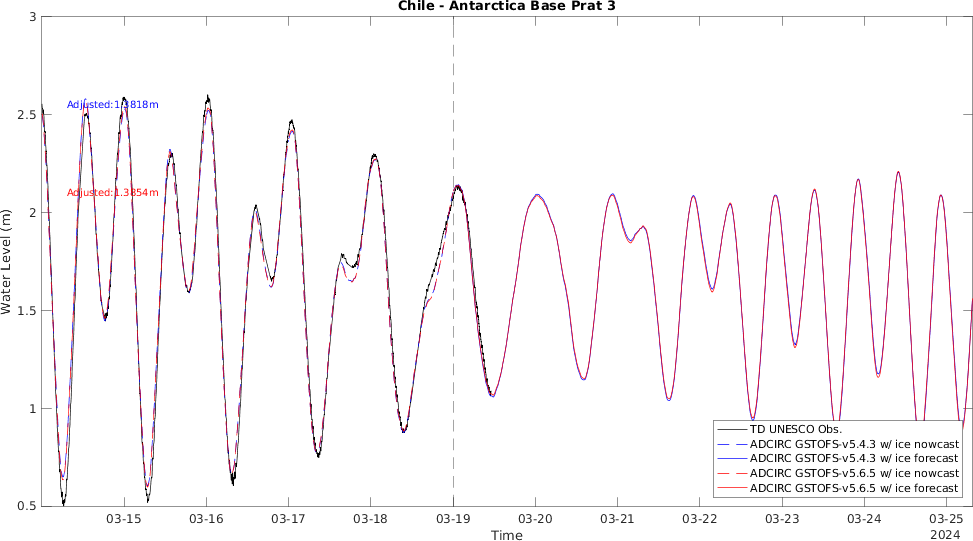 Chile - Antarctica Base Prat 3
3
2.5
2
1.5
1
0.5
Water Level (m)
Adjusted:1.3818m
Adjusted:1.3854m
03-15
03-16
03-17
03-18
03-19
03-20
03-21
03-22
03-23
03-24
03-25
2024
Time
TD UNESCO Obs.
ADCIRC GSTOFS-v5.4.3 w/ ice nowcast
ADCIRC GSTOFS-v5.4.3 w/ ice forecast
ADCIRC GSTOFS-v5.6.5 w/ ice nowcast
ADCIRC GSTOFS-v5.6.5 w/ ice forecast